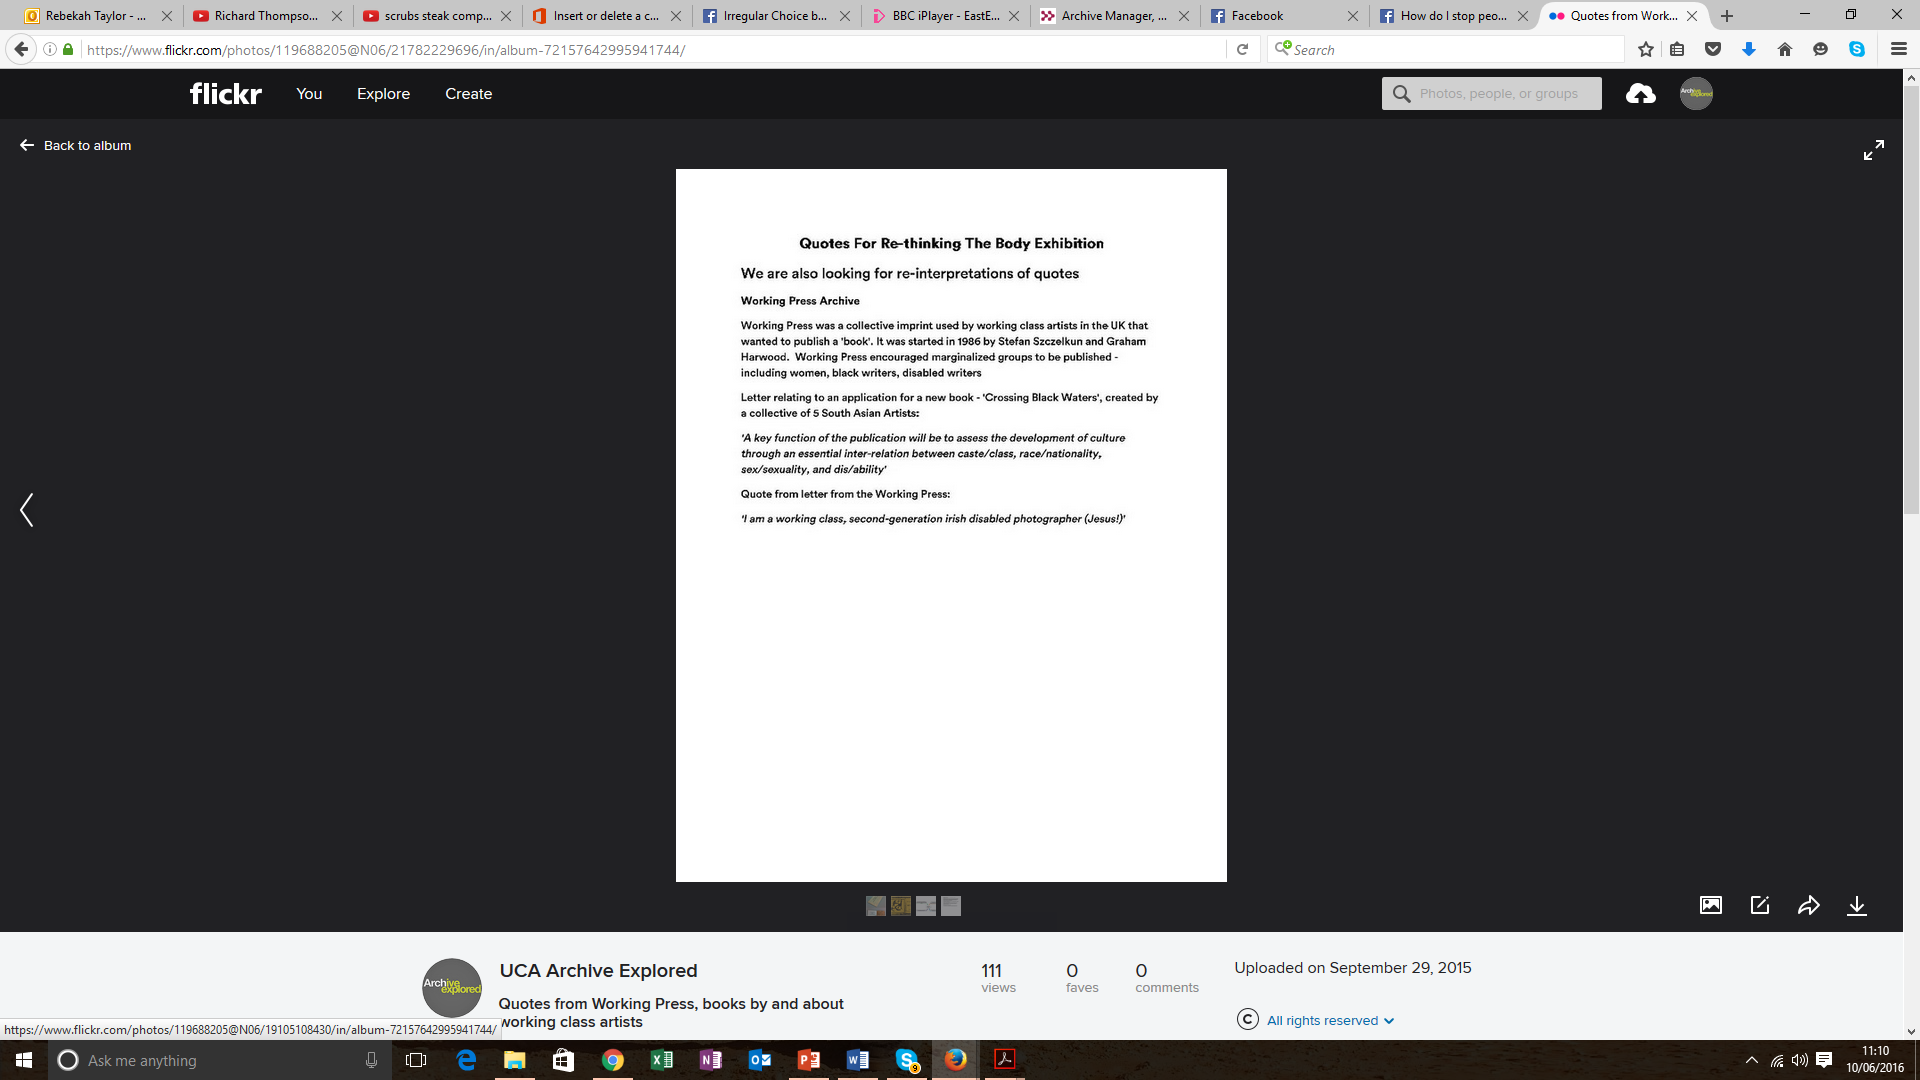 Rebekah Taylor - ...
Richard Thompso...
scrubs steak comp...
Insert or delete a c...
Irregular Choice b...
BBC iPlayer - EastE...
Archive Manager, ...
Facebook
How do I stop peo...
Quotes from Work...
https://www.flickr.com/photos/119688205@N06/21782229696/in/album-72157642995941744/
Search
flickr
You
Explore
Create
Photos, people, or groups
Archive explored
Back to album
Quotes For Re-thinking The Body Exhibition
We are also looking for re-interpretations of quotes
Working Press Archive
Working Press was a collective imprint used by working class artists in the UK that
wanted to publish a 'book'. It was started in 1986 by Stefan Szczelkun and Graham
Harwood.  Working Press encouraged marginalized groups to be published -
including women, black writers, disabled writers
Letter relating to an application for a new book - 'Crossing Black Waters', created by
a collective of 5 South Asian Artists:
'A key function of the publication will be to assess the development of culture
through an essential inter-relation between caste/class, race/nationality,
sex/sexuality, and dis/ability'
Quote from letter from the Working Press:
'I am a working class, second-generation irish disabled photographer (Jesus!)'
Archive
explored
UCA Archive Explored
Quotes from Working Press, books by and about
working class artists
111
views
0
faves
0
comments
Uploaded on September 29, 2015
All rights reserved
https://www.flickr.com/photos/119688205@N06/19105108430/in/album-72157642995941744/
Ask me anything
9
11:10
10/06/2016